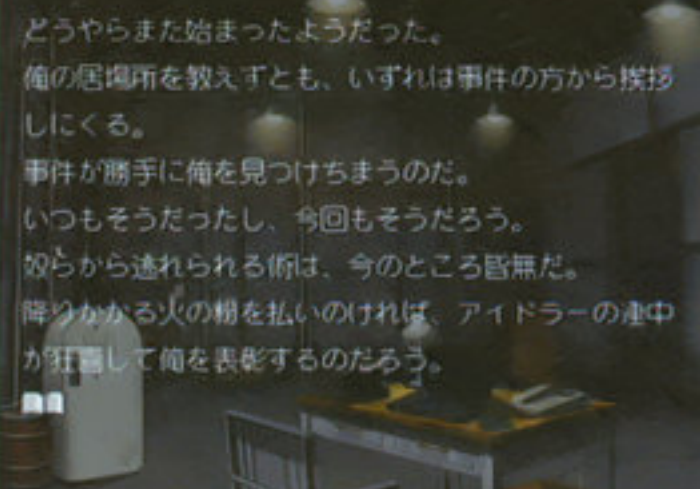 どうやらまた始まったようだった。
俺の居場所を教えずとも、いずれは事件の方から挨拶
しにくる。
事件が勝手に俺を見つけちまうのだ。
いつもそうだったし、今回もそうだろう。
奴らから逃れられる術は、今のところ皆無だ。
降りかかる火の粉を払いのければ、アイドラーの連中
が狂喜して俺を表彰するのだろう。